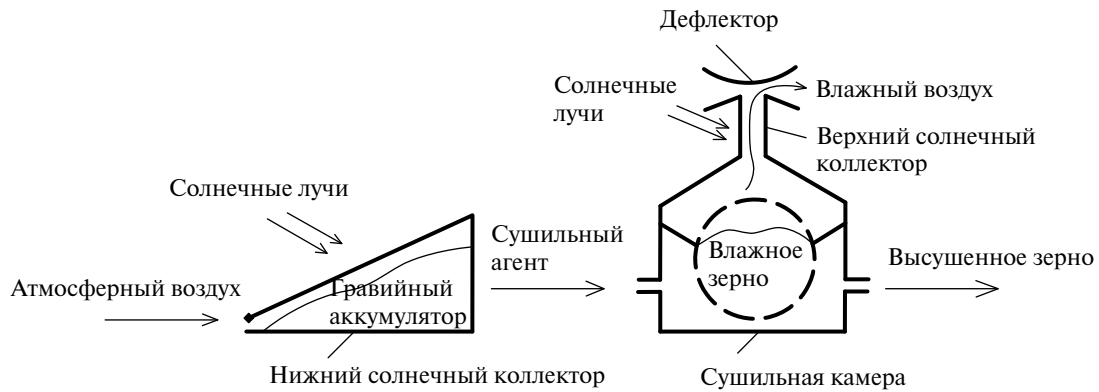 Дефлектор
Солнечные
лучи
Влажный воздух
Верхний солнечный
коллектор
Солнечные лучи
Сушильный
агент
Влажное
зерно
Высушенное зерно
Атмосферный воздух
Гравийный
аккумулятор
Нижний солнечный коллектор
Сушильная камера